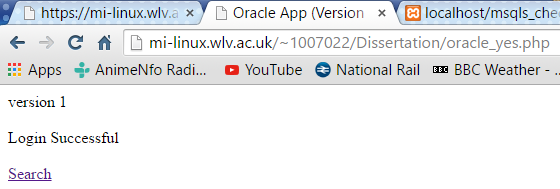 https://mi-linux.wlv.a
Oracle App (Version
localhost/msqls_che
mi-linux.wlv.ac.uk/~1007022/Dissertation/oracle_yes.php
Apps
AnimeNfo Radi...
YouTube
National Rail
BBC
BBC Weather - ...
version 1
Login Successful
Search